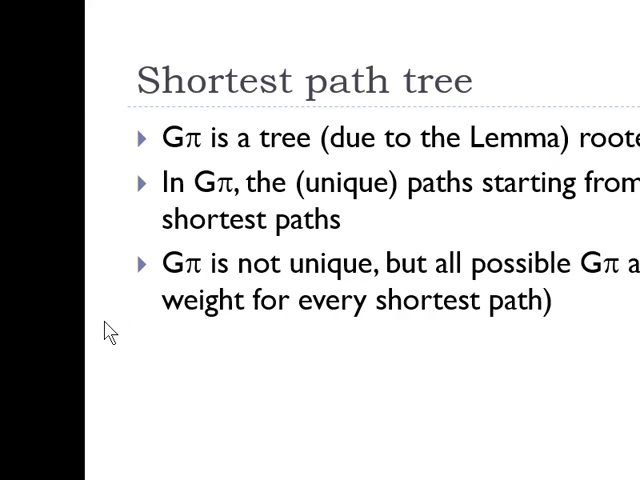 Shortest path tree
Gπ is a tree (due to the Lemma) roote
In Gπ, the (unique) paths starting from
shortest paths
Gπ is not unique, but all possible Gπ a
weight for every shortest path)